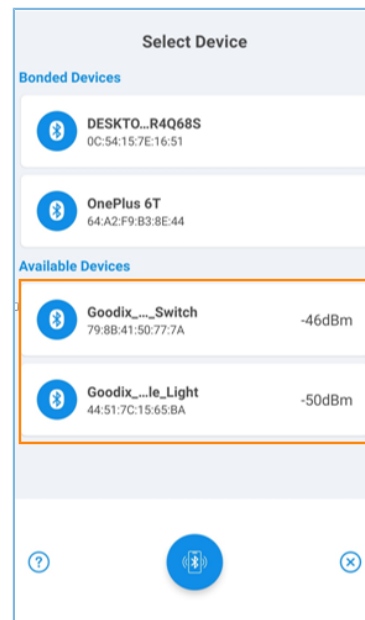 Select Device
Bonded Devices
DESKTO...R4Q68S
0C:54:15:7E:16:51
OnePlus 6T
64:A2:F9:B3:8E:44
Available Devices
Goodix_..._Switch
-46dBm
79:8B:41:50:77:7A
Goodix_...le_Light
-50dBm
44:51:7C:15:65:BA
?